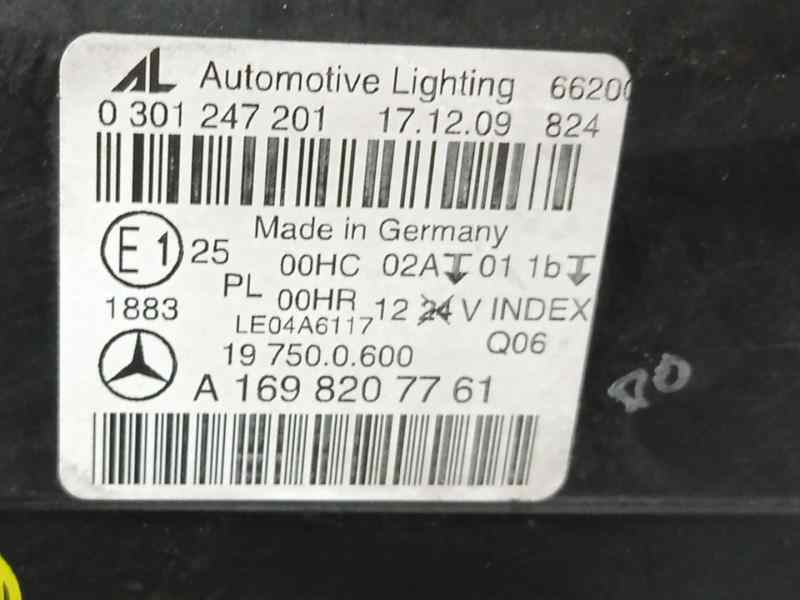 AL Automotive Lighting 6620
0 301 247 201 17.12.09 824
Made in Germany
E1 25 00HC 02A 01 1b
PL 00HR 12 24 V INDEX
1883 LE04A6117 Q06
19 750.0.600
A 169 820 77 61